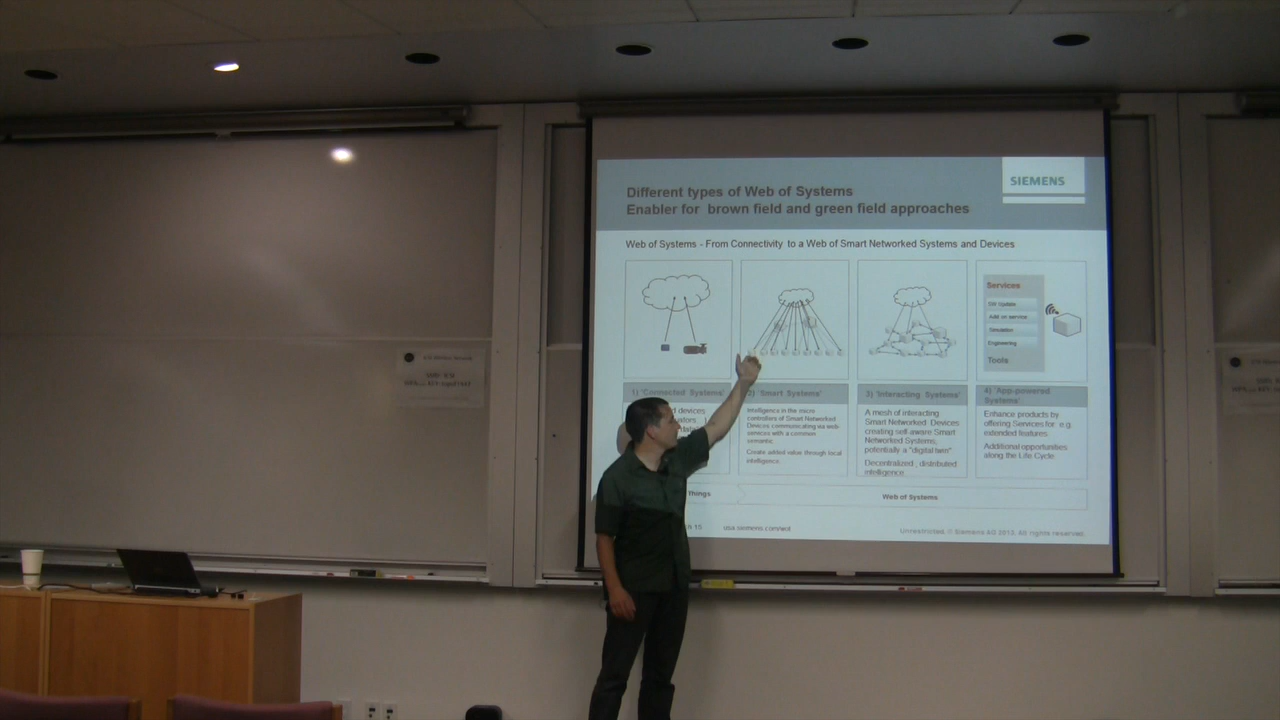 Different types of Web of Systems
Enabler for brown field and green field approaches
SIEMENS
Web of Systems - From Connectivity to a Web of Smart Networked Systems and Devices
Services
SW Update
Add on service
Simulation
Engineering
Tools
1) 'Connected Systems'
d devices
2) 'Smart Systems'
Intelligence in the micro
controllers of Smart Networked
Devices communicating via web
services with a common
semantic.
Create added value through local
intelligence.
3) 'Interacting Systems'
A mesh of interacting
Smart Networked Devices
creating self-aware Smart
Networked Systems,
potentially a "digital twin"
Decentralized, distributed
intelligence.
4) 'App-powered
Systems'
Enhance products by
offering Services for e.g.
extended features.
Additional opportunities
along the Life Cycle
Things
Web of Systems
15
usa.siemens.com/
Unrestricted. © Siemens AG 2015. All rights reserved.